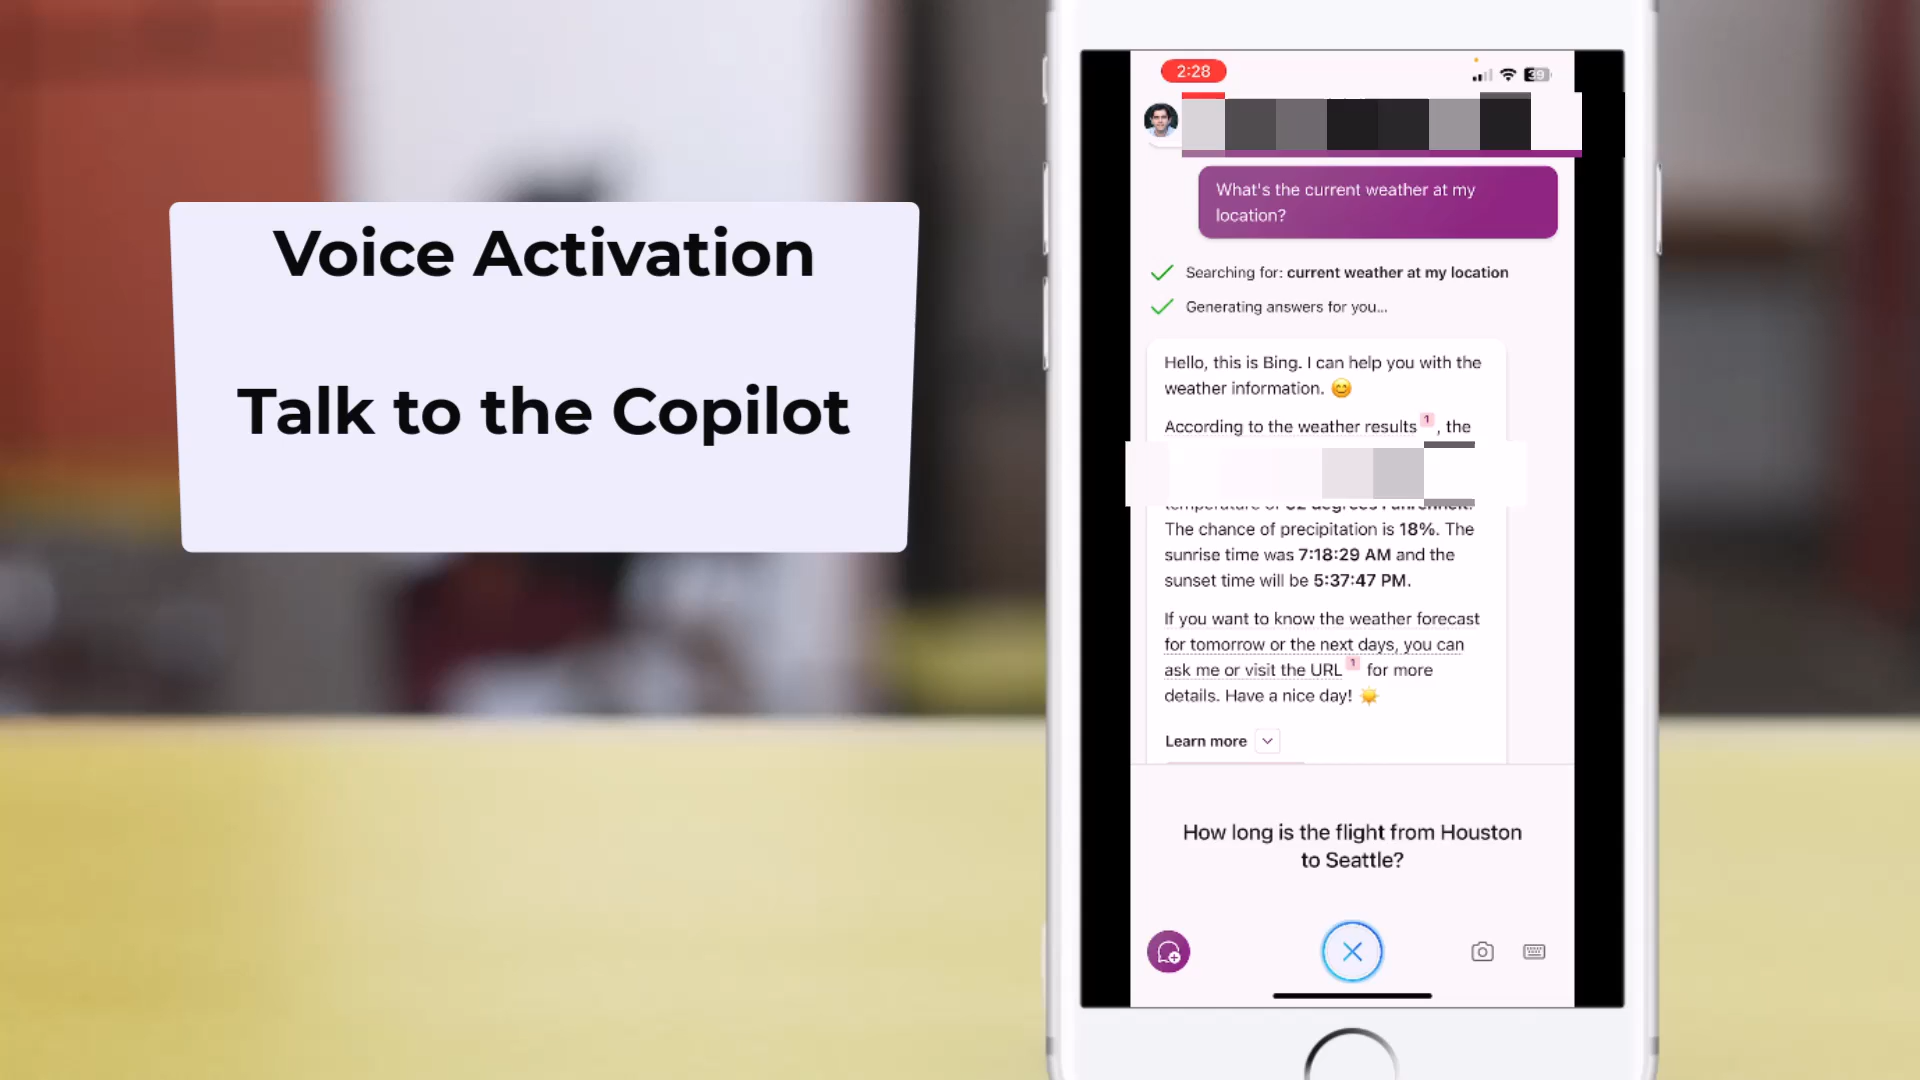 Voice Activation
Talk to the Copilot
2:28
39
What's the current weather at my
location?
Searching for: current weather at my location
Generating answers for you...
Hello, this is Bing. I can help you with the
weather information. 😊
According to the weather results 1 , the
The chance of precipitation is 18%. The
sunrise time was 7:18:29 AM and the
sunset time will be 5:37:47 PM.
If you want to know the weather forecast
for tomorrow or the next days, you can
ask me or visit the URL 1 for more
details. Have a nice day! ☀️
Learn more
How long is the flight from Houston
to Seattle?